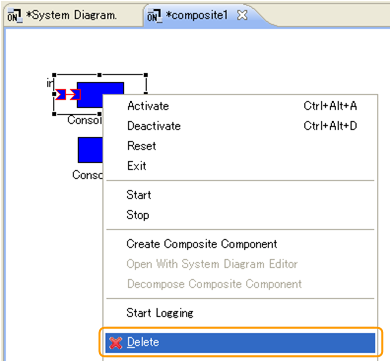 *System Diagram.
*composite1
in
Consol
Conso
Activate Ctrl+Alt+A
Deactivate Ctrl+Alt+D
Reset
Exit
Start
Stop
Create Composite Component
Open With System Diagram Editor
Decompose Composite Component
Start Logging
Delete